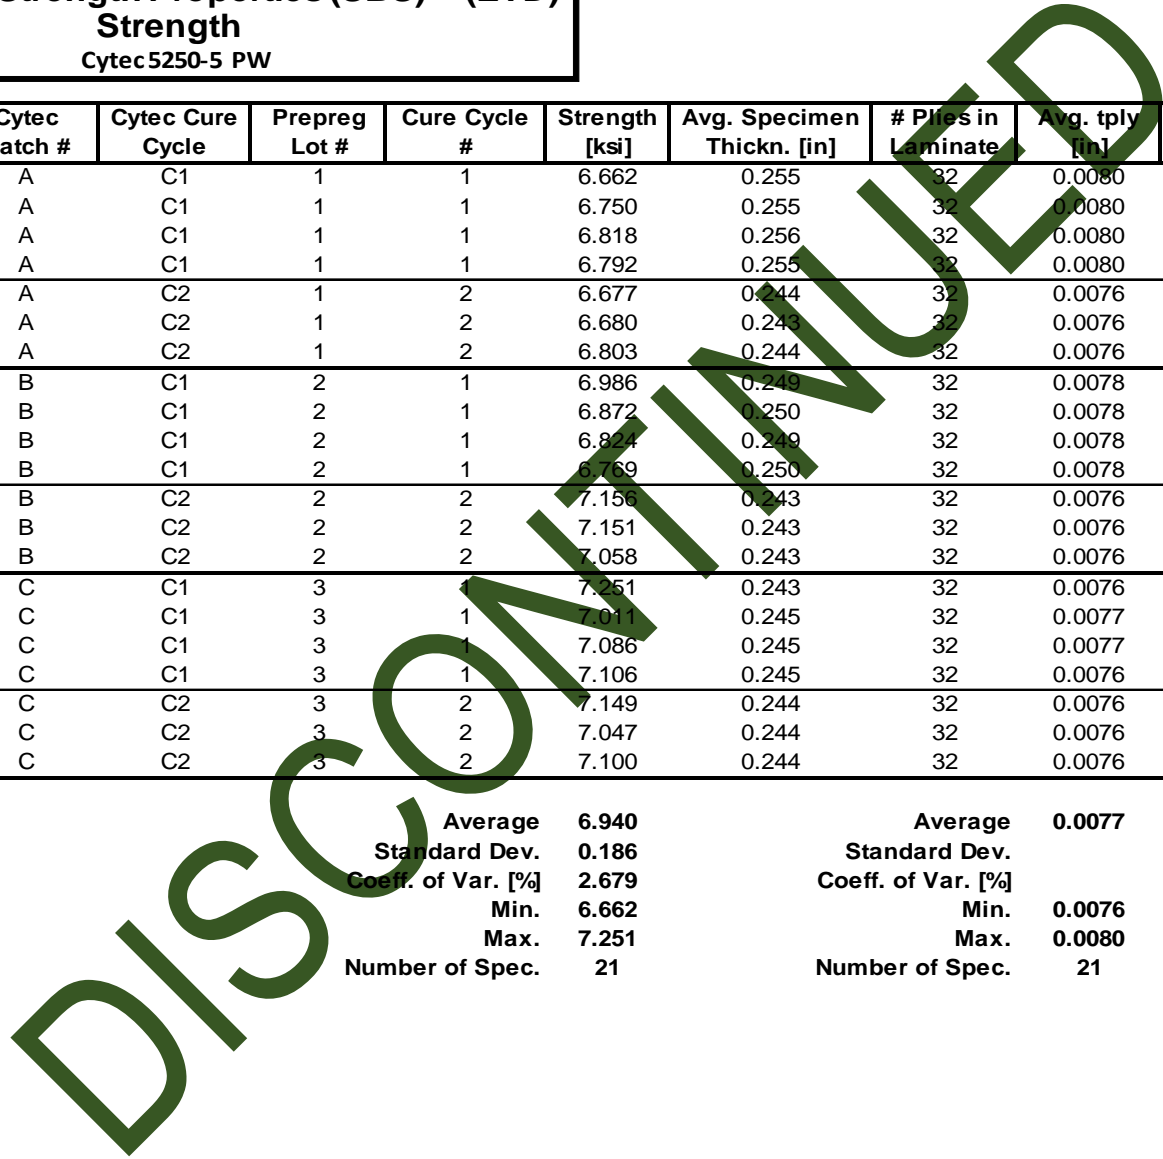 (SBS) -- (ETD)
Strength
Cytec 5250-5 PW
Cytec Cytec Cure Prepreg Cure Cycle Strength Avg. Specimen # Plies in Avg. tply
atch # Cycle Lot # # [ksi] Thickn. [in] Laminate [in]
A C1 1 1 6.662 0.255 32 0.0080
A C1 1 1 6.750 0.255 32 0.0080
A C1 1 1 6.818 0.256 32 0.0080
A C1 1 1 6.792 0.255 32 0.0080
A C2 1 2 6.677 0.244 32 0.0076
A C2 1 2 6.680 0.243 32 0.0076
A C2 1 2 6.803 0.244 32 0.0076
B C1 2 1 6.986 0.249 32 0.0078
B C1 2 1 6.872 0.250 32 0.0078
B C1 2 1 6.824 0.249 32 0.0078
B C1 2 1 6.769 0.250 32 0.0078
B C2 2 2 7.156 0.243 32 0.0076
B C2 2 2 7.151 0.243 32 0.0076
B C2 2 2 7.058 0.243 32 0.0076
C C1 3 1 7.251 0.243 32 0.0076
C C1 3 1 7.011 0.245 32 0.0077
C C1 3 1 7.086 0.245 32 0.0077
C C1 3 1 7.106 0.245 32 0.0076
C C2 3 2 7.149 0.244 32 0.0076
C C2 3 2 7.047 0.244 32 0.0076
C C2 3 2 7.100 0.244 32 0.0076
Average 6.940 Average 0.0077
Standard Dev. 0.186 Standard Dev.
Coeff. of Var. [%] 2.679 Coeff. of Var. [%]
Min. 6.662 Min. 0.0076
Max. 7.251 Max. 0.0080
Number of Spec. 21 Number of Spec. 21
DISCONTINUED